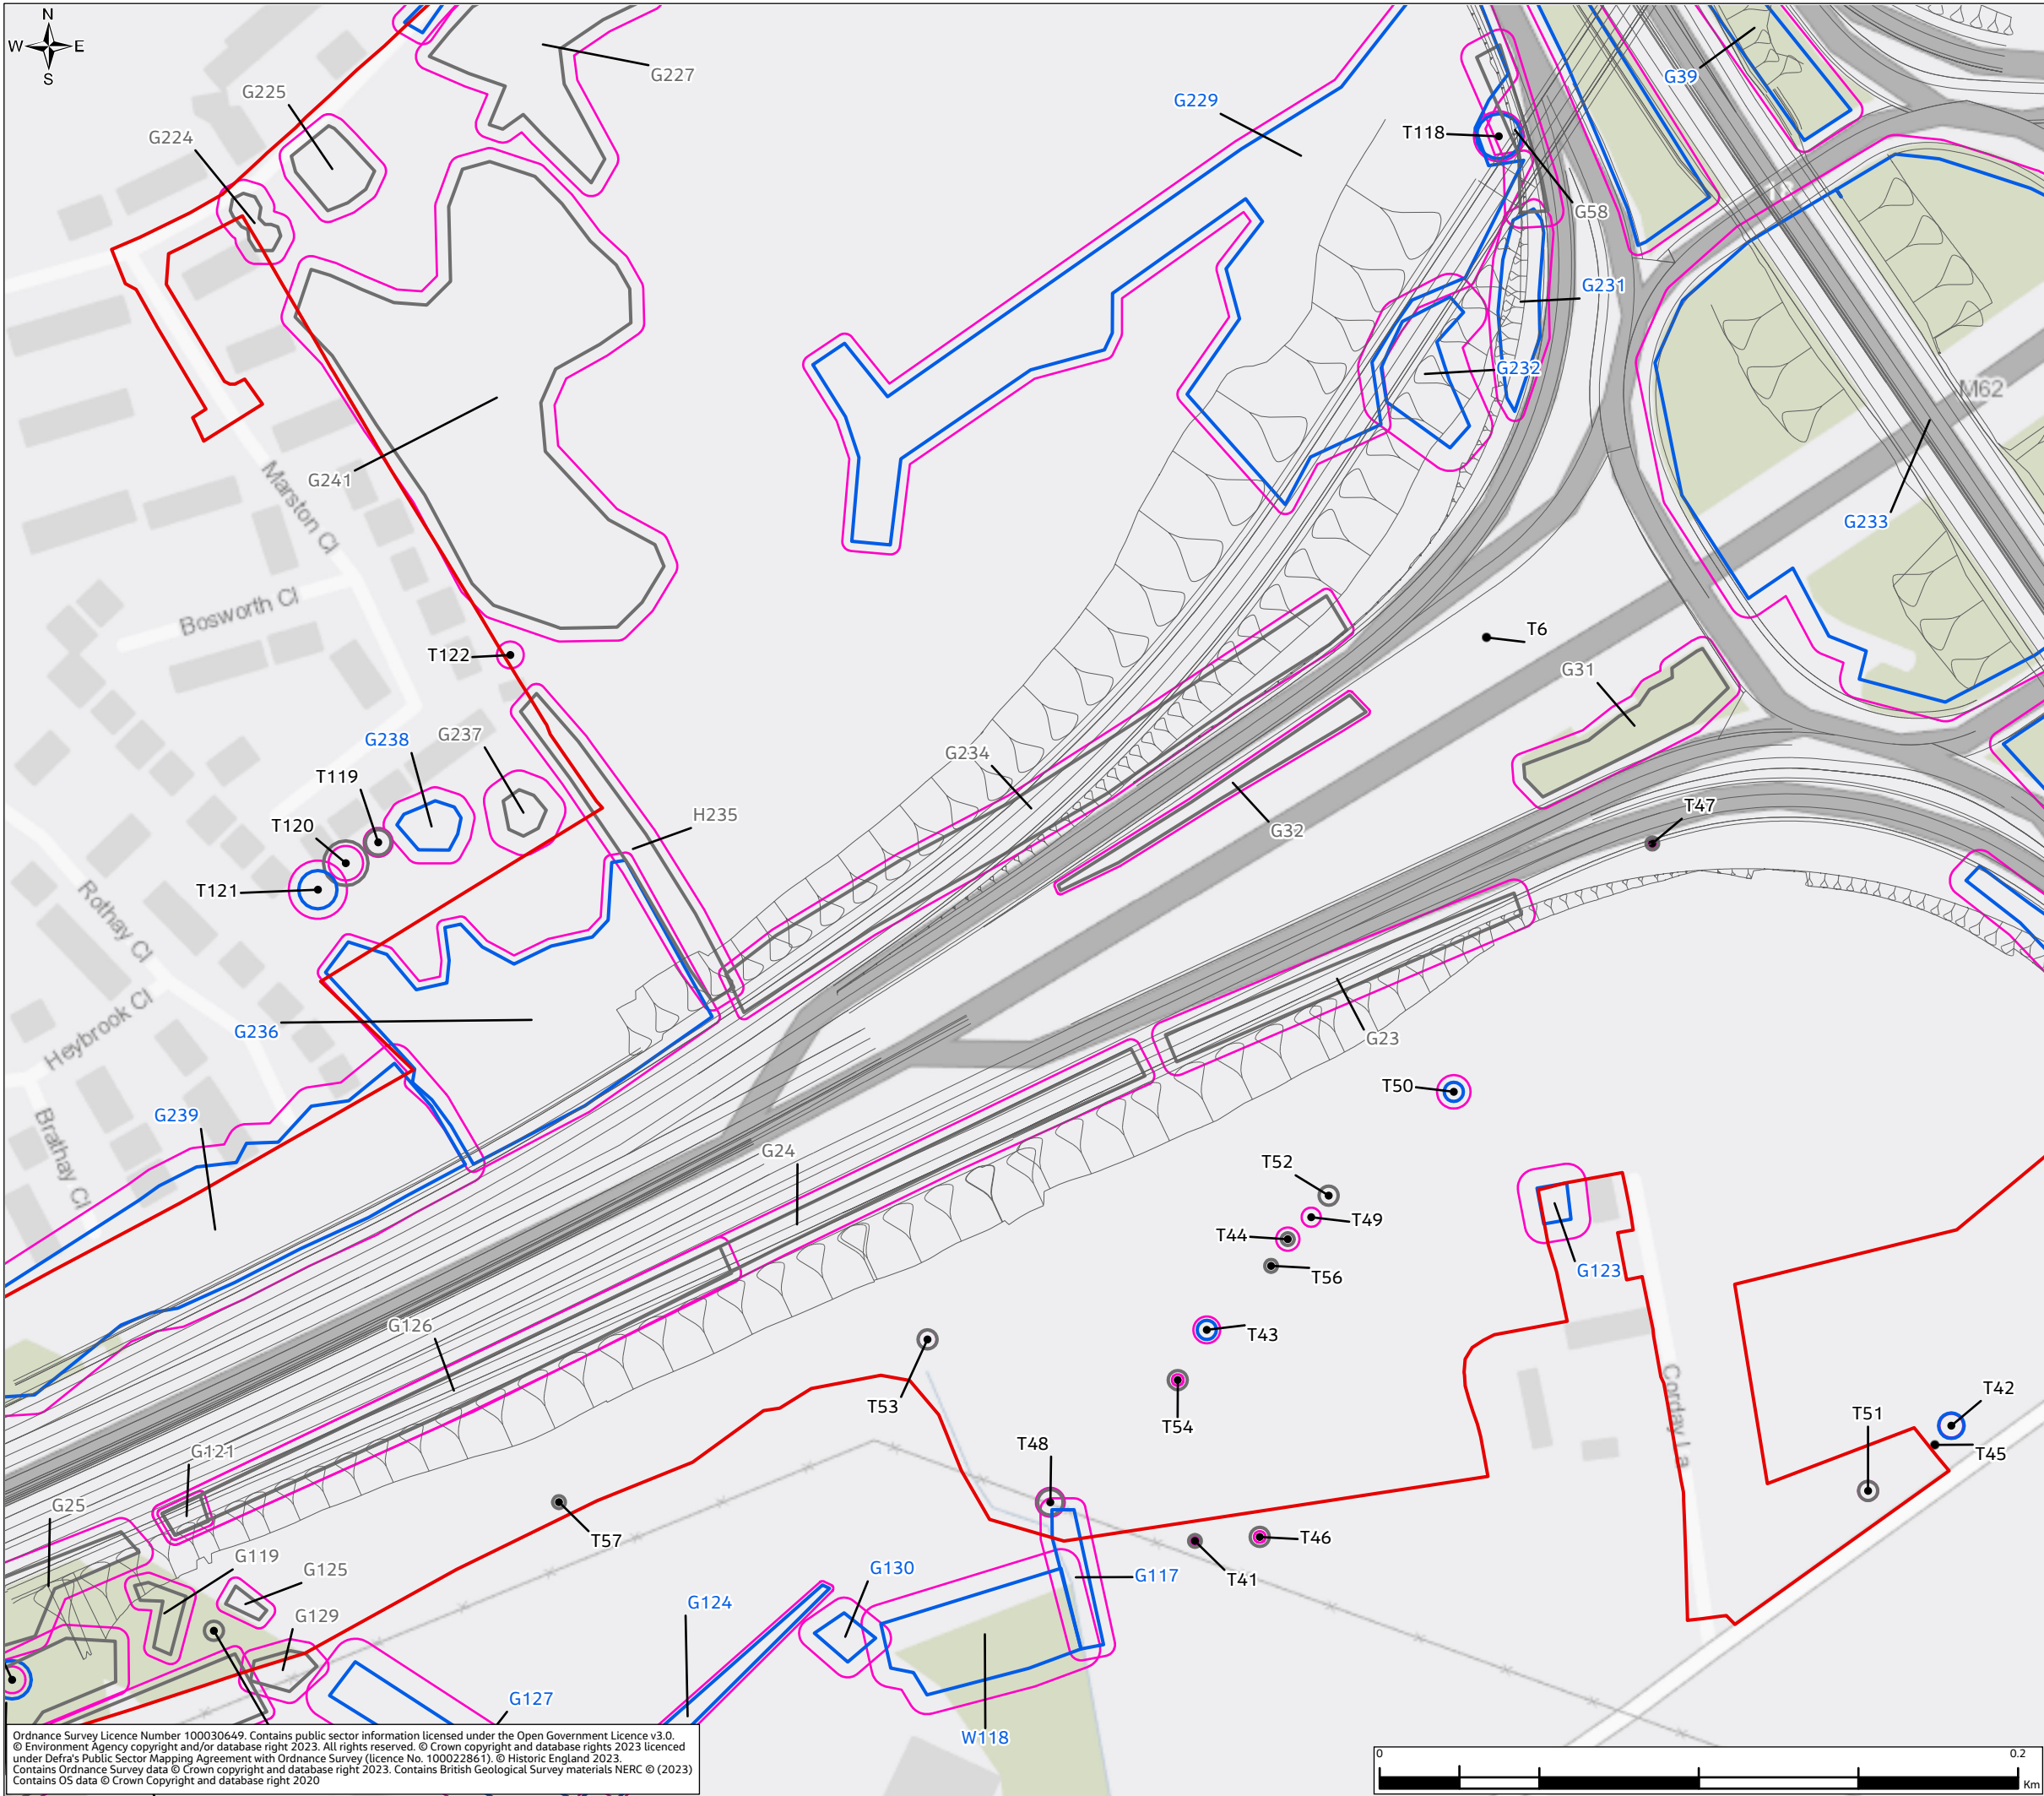 N
W E
S
G227
G225
G39
G229
G224
T118
G58
G231
G232
M62
G241
Marston Cl
G233
Bosworth Cl
T6
T122
G31
G238
G237
G234
T119
T47
T120
H235
G32
T121
Rothay Cl
Heybrook Cl
G236
G23
T50
G239
Brathay Cl
G24
T52
T49
T44
G123
T56
G126
T43
T53
Corday La
T42
T54
T51
T48
G121
T45
G25
T57
T46
G119
G125
G130
G117
T41
G129
G124
G127
W118
Ordnance Survey Licence Number 100030649. Contains public sector information licensed under the Open Government Licence v3.0.
© Environment Agency copyright and/or database right 2023. All rights reserved. © Crown copyright and database rights 2023 licenced
under Defra's Public Sector Mapping Agreement with Ordnance Survey (licence No. 100022861). © Historic England 2023.
Contains Ordnance Survey data © Crown copyright and database right 2023. Contains British Geological Survey materials NERC © (2023)
Contains OS data © Crown Copyright and database right 2020
0 0.2
Km